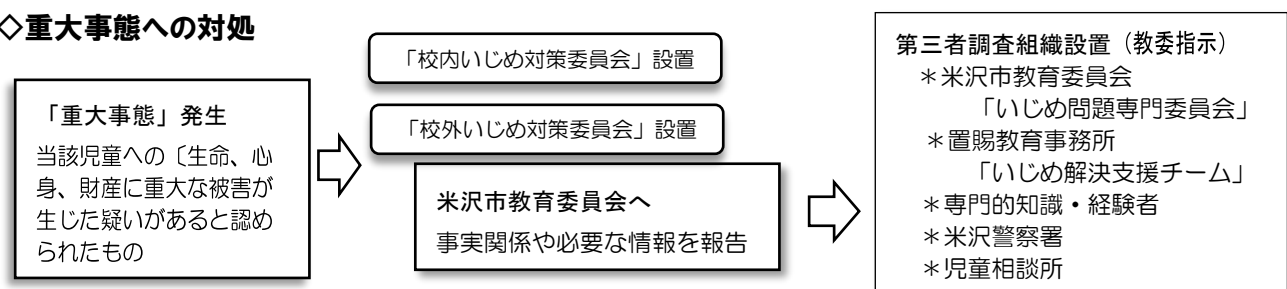 ◇重大事態への対処
「重大事態」発生
当該児童への〔生命、心
身、財産に重大な被害が
生じた疑いがあると認め
られたもの
「校内いじめ対策委員会」設置
「校外いじめ対策委員会」設置
米沢市教育委員会へ
事実関係や必要な情報を報告
第三者調査組織設置（教委指示）
＊米沢市教育委員会
「いじめ問題専門委員会」
＊置賜教育事務所
「いじめ解決支援チーム」
＊専門的知識・経験者
＊米沢警察署
＊児童相談所